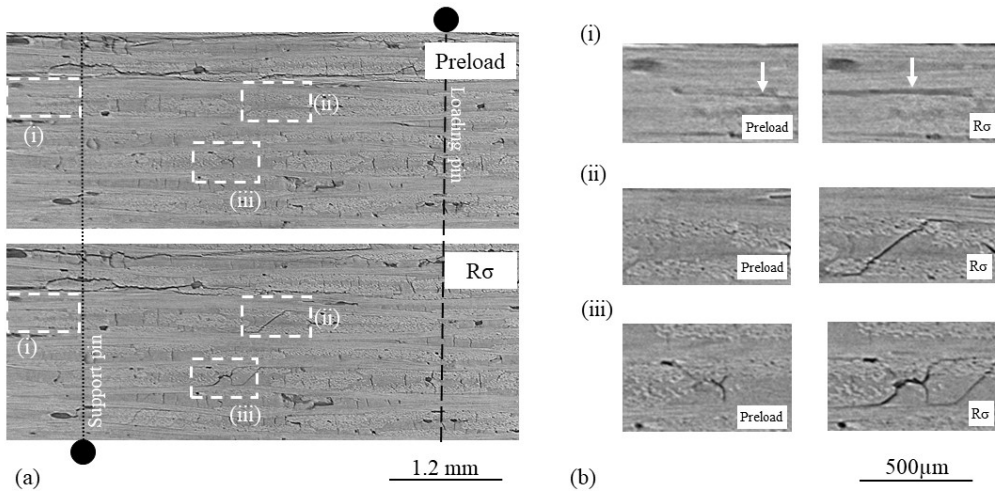 Preload
(i)
(ii)
(iii)
Loading pin
Rσ
(i)
(ii)
(iii)
Support pin
(a)
1.2 mm
(i)
Preload
Rσ
(ii)
Preload
Rσ
(iii)
Preload
Rσ
(b)
500μm